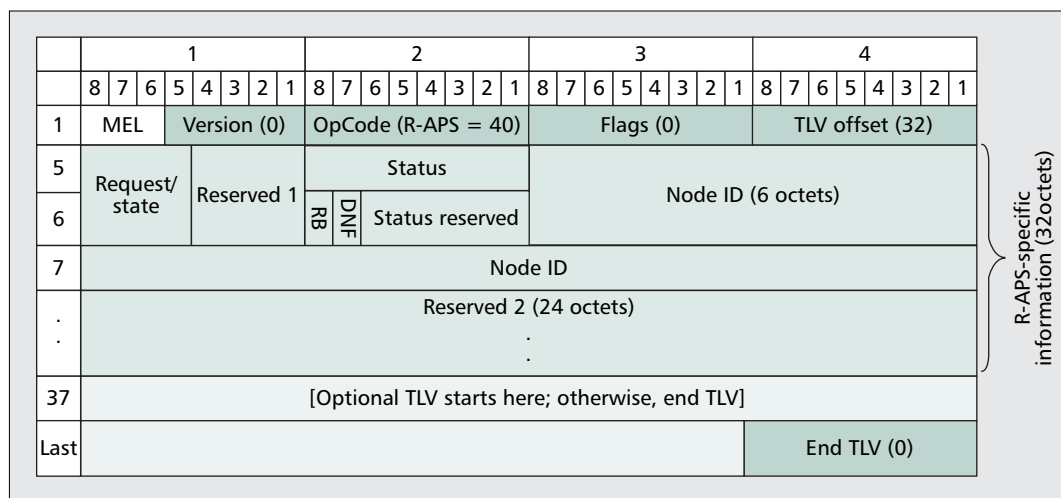 1 2 3 4
8 7 6 5 4 3 2 1 8 7 6 5 4 3 2 1 8 7 6 5 4 3 2 1 8 7 6 5 4 3 2 1
1 MEL Version (0) OpCode (R-APS = 40) Flags (0) TLV offset (32)
5 Request/
state Reserved 1 Status Node ID (6 octets)
6 RB DNF Status reserved
7 Node ID
. Reserved 2 (24 octets)
. .
.
37 [Optional TLV starts here; otherwise, end TLV]
Last End TLV (0)
R-APS-specific
information (32octets)